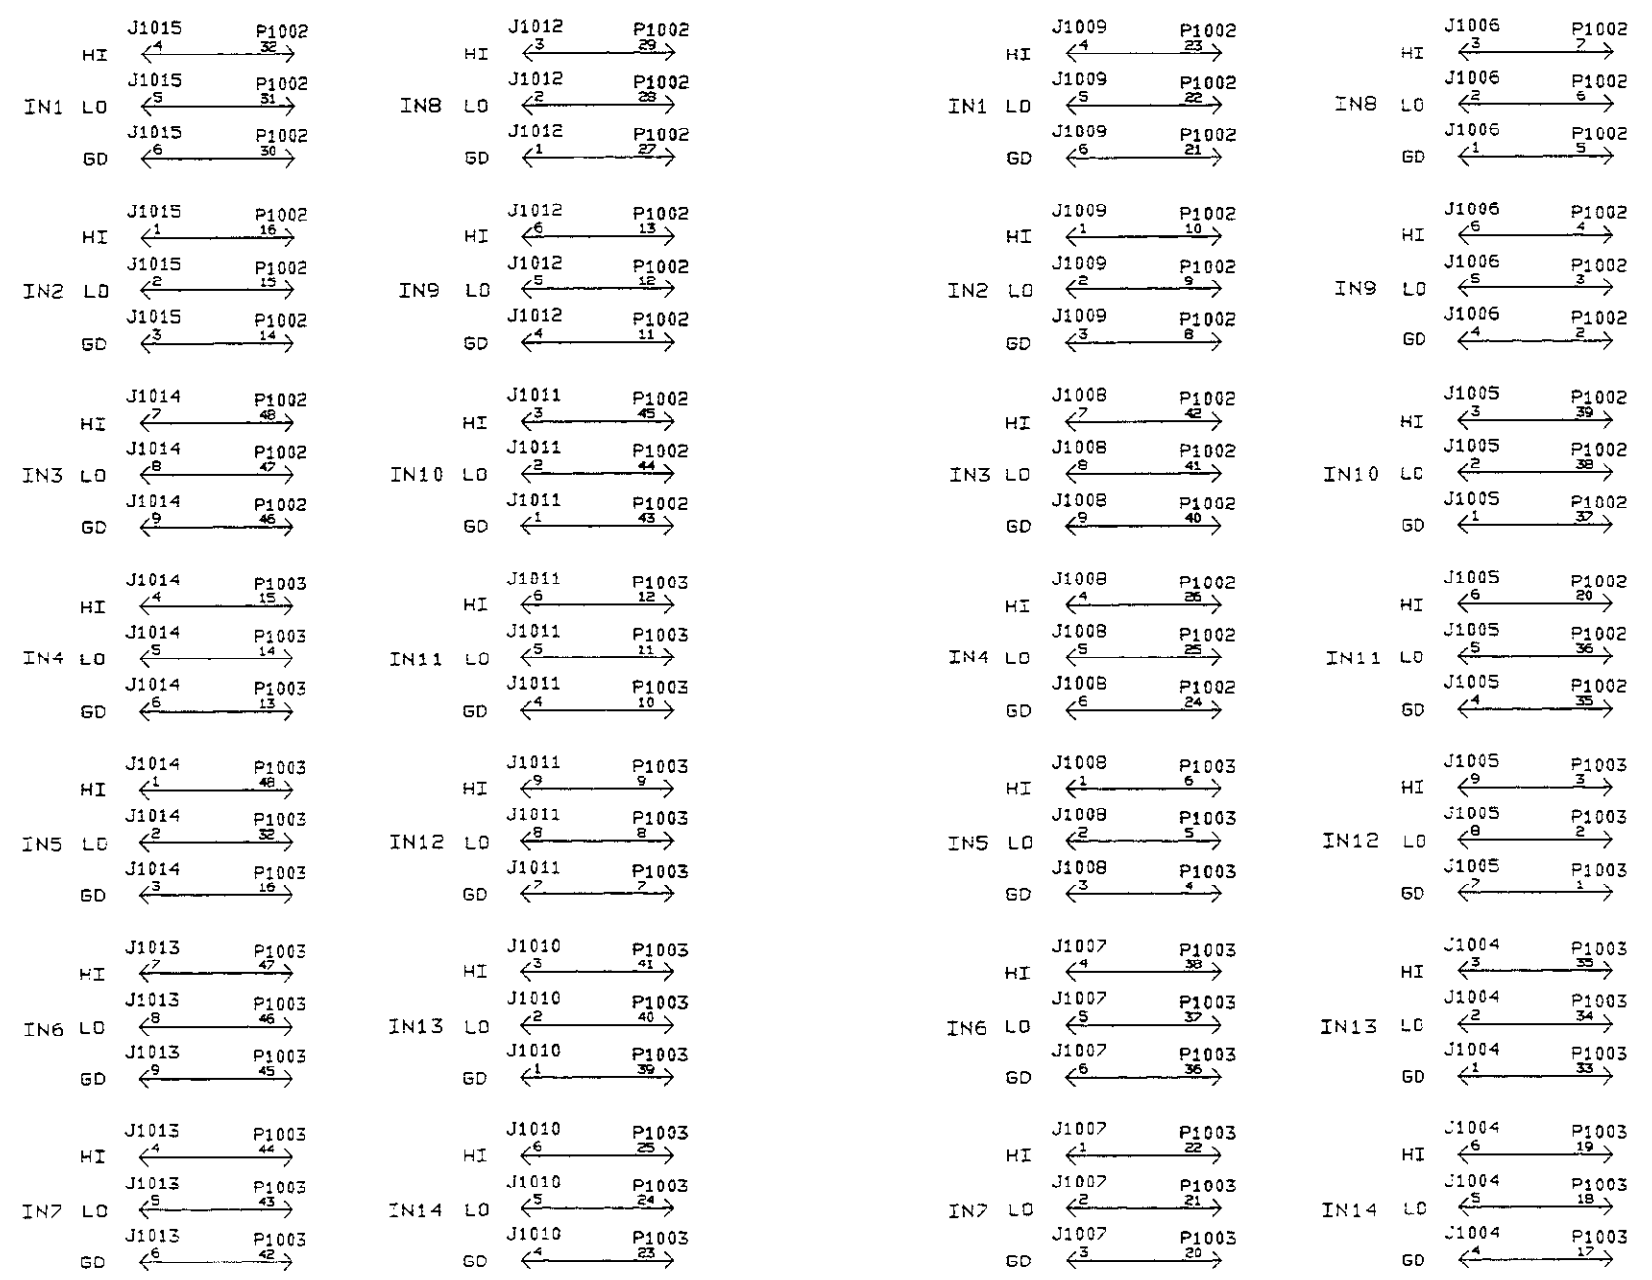 J1015 P1002 J1012 P1002 J1009 P1002 J1006 P1002
HI 4 32 HI 3 29 HI 4 23 HI 3 7
J1015 P1002 J1012 P1002 J1009 P1002 J1006 P1002
IN1 LO 5 31 IN8 LO 2 28 IN1 LO 5 22 IN8 LO 2 6
J1015 P1002 J1012 P1002 J1009 P1002 J1006 P1002
GD 6 30 GD 1 27 GD 6 21 GD 1 5
J1015 P1002 J1012 P1002 J1009 P1002 J1006 P1002
HI 1 16 HI 6 13 HI 1 10 HI 6 4
J1015 P1002 J1012 P1002 J1009 P1002 J1006 P1002
IN2 LO 2 15 IN9 LO 5 12 IN2 LO 2 9 IN9 LO 5 3
J1015 P1002 J1012 P1002 J1009 P1002 J1006 P1002
GD 3 14 GD 4 11 GD 3 8 GD 4 2
J1014 P1002 J1011 P1002 J1008 P1002 J1005 P1002
HI 7 48 HI 3 45 HI 7 42 HI 3 39
J1014 P1002 J1011 P1002 J1008 P1002 J1005 P1002
IN3 LO 8 47 IN10 LO 2 44 IN3 LO 8 41 IN10 LO 2 38
J1014 P1002 J1011 P1002 J1008 P1002 J1005 P1002
GD 9 46 GD 1 43 GD 9 40 GD 1 37
J1014 P1003 J1011 P1003 J1008 P1002 J1005 P1002
HI 4 15 HI 6 12 HI 4 26 HI 6 20
J1014 P1003 J1011 P1003 J1008 P1002 J1005 P1002
IN4 LO 5 14 IN11 LO 5 11 IN4 LO 5 25 IN11 LO 5 36
J1014 P1003 J1011 P1003 J1008 P1002 J1005 P1002
GD 6 13 GD 4 10 GD 6 24 GD 4 35
J1014 P1003 J1011 P1003 J1008 P1003 J1005 P1003
HI 1 48 HI 9 9 HI 1 6 HI 9 3
J1014 P1003 J1011 P1003 J1008 P1003 J1005 P1003
IN5 LO 2 32 IN12 LO 8 8 IN5 LO 2 5 IN12 LO 8 2
J1014 P1003 J1011 P1003 J1008 P1003 J1005 P1003
GD 3 16 GD 7 7 GD 3 4 GD 7 1
J1013 P1003 J1010 P1003 J1007 P1003 J1004 P1003
HI 7 47 HI 3 41 HI 4 38 HI 3 35
J1013 P1003 J1010 P1003 J1007 P1003 J1004 P1003
IN6 LO 8 46 IN13 LO 2 40 IN6 LO 5 37 IN13 LO 2 34
J1013 P1003 J1010 P1003 J1007 P1003 J1004 P1003
GD 9 45 GD 1 39 GD 6 36 GD 1 33
J1013 P1003 J1010 P1003 J1007 P1003 J1004 P1003
HI 4 44 HI 6 25 HI 1 22 HI 6 19
J1013 P1003 J1010 P1003 J1007 P1003 J1004 P1003
IN7 LO 5 43 IN14 LO 5 24 IN7 LO 2 21 IN14 LO 5 18
J1013 P1003 J1010 P1003 J1007 P1003 J1004 P1003
GD 6 42 GD 4 23 GD 3 20 GD 4 17